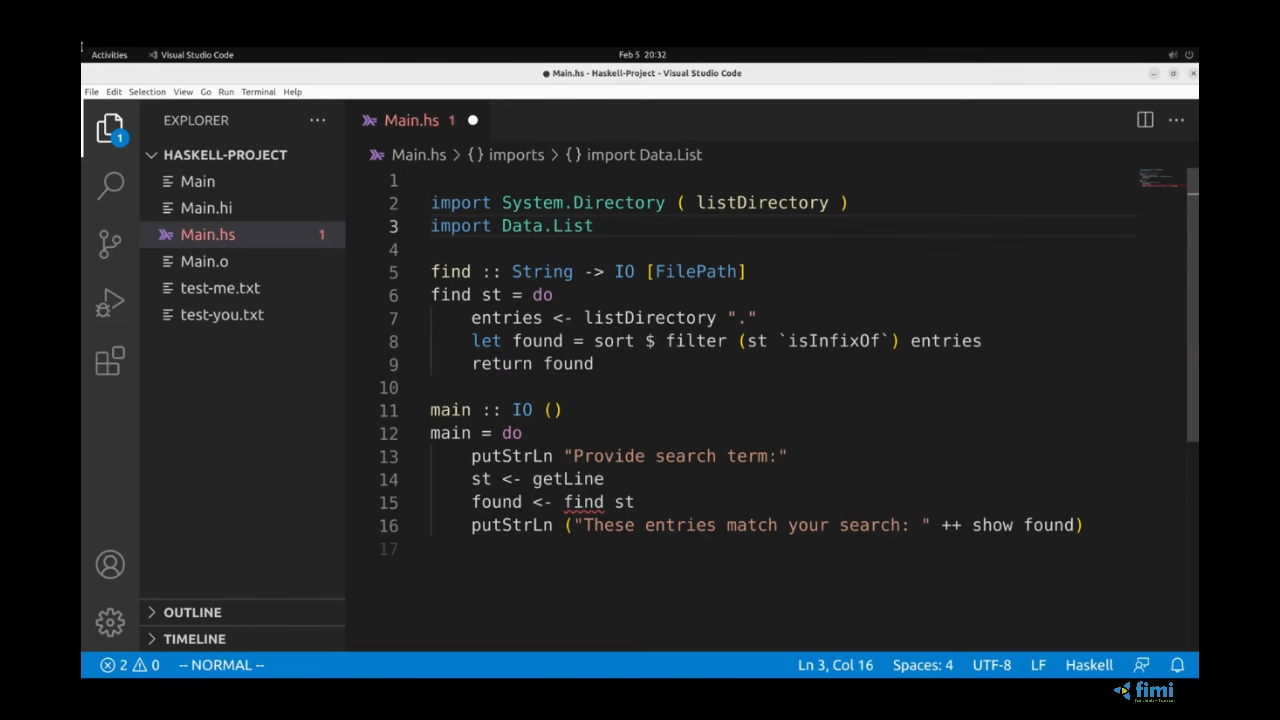 Activities
Visual Studio Code
Feb 5 20:32
● Main.hs - Haskell-Project - Visual Studio Code
File Edit Selection View Go Run Terminal Help
EXPLORER
Main.hs 1
1
HASKELL-PROJECT
Main
Main.hi
Main.hs 1
Main.o
test-me.txt
test-you.txt
OUTLINE
TIMELINE
Main.hs > {} imports > {} import Data.List
1
2 import System.Directory ( listDirectory )
3 import Data.List
4
5 find :: String -> IO [FilePath]
6 find st = do
7 entries <- listDirectory "."
8 let found = sort $ filter (st `isInfixOf`) entries
9 return found
10
11 main :: IO ()
12 main = do
13 putStrLn "Provide search term:"
14 st <- getLine
15 found <- find st
16 putStrLn ("These entries match your search: " ++ show found)
17
2 0 -- NORMAL --
Ln 3, Col 16 Spaces: 4 UTF-8 LF Haskell
fimi